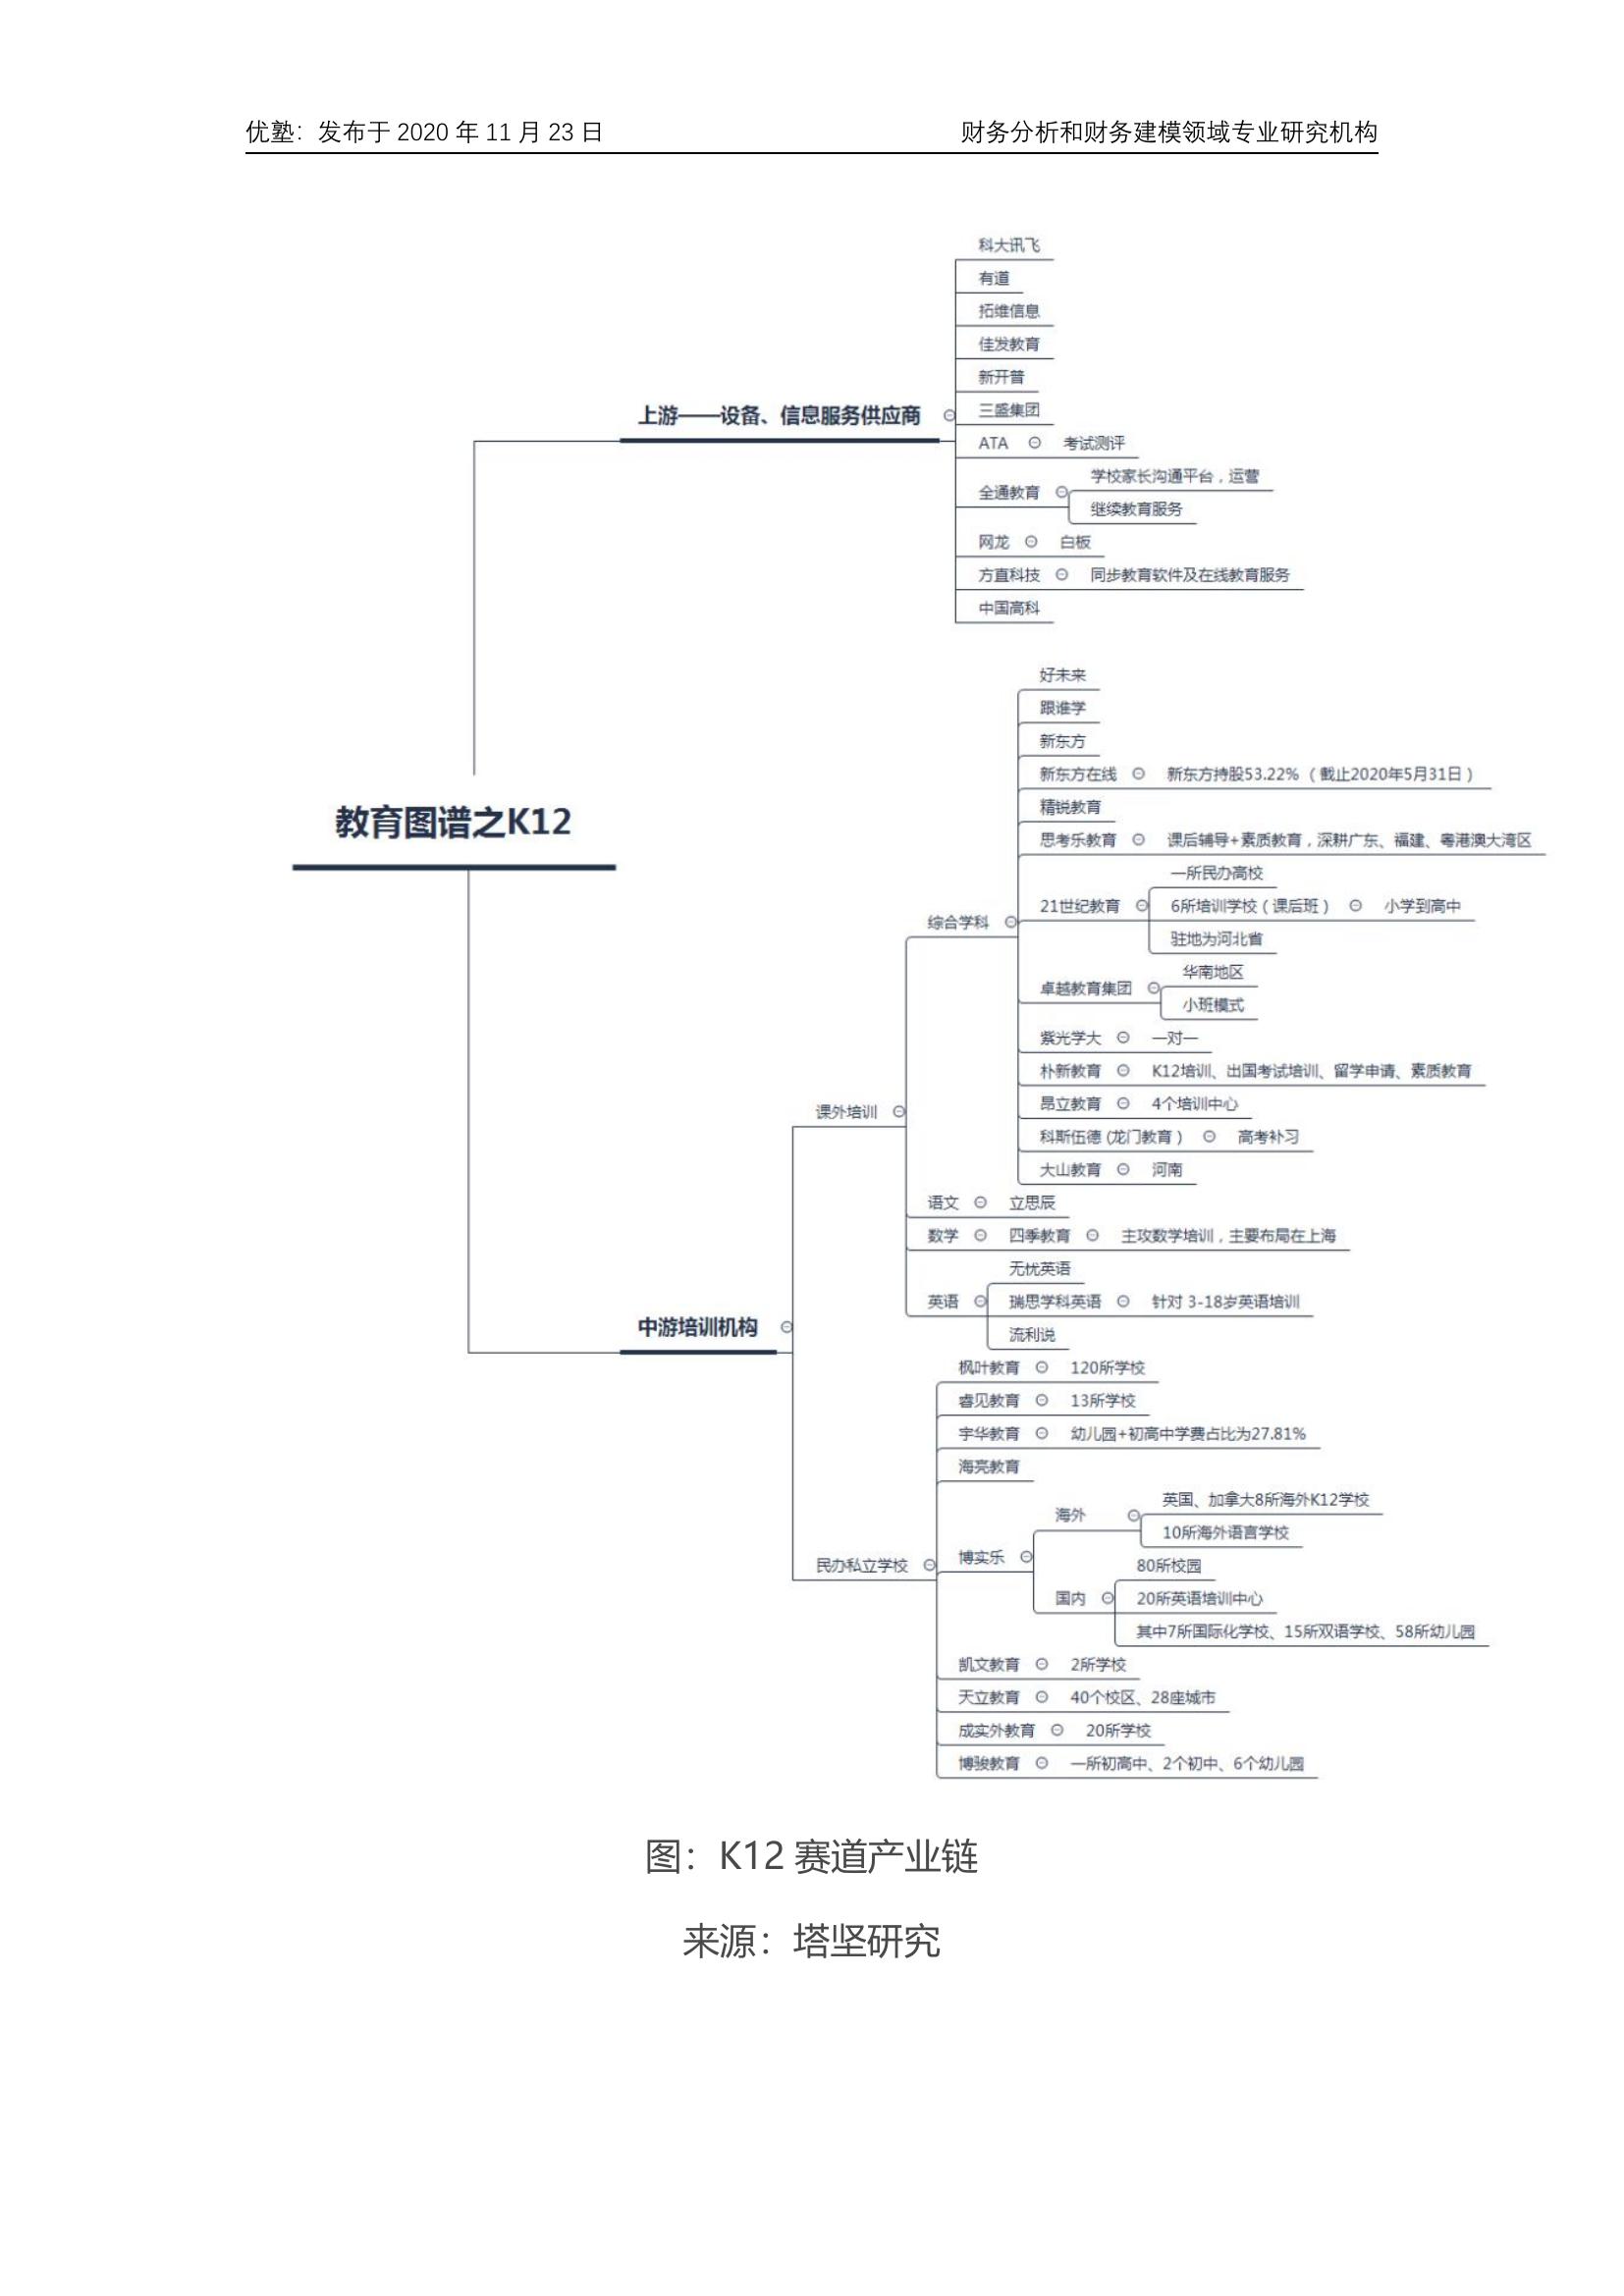 优塾：发布于 2020 年 11 月 23 日
财务分析和财务建模领域专业研究机构
教育图谱之K12
上游——设备、信息服务供应商
科大讯飞
有道
拓维信息
佳发教育
新开普
三盛集团
ATA
考试测评
全通教育
学校家长沟通平台，运营
继续教育服务
网龙
白板
方直科技
同步教育软件及在线教育服务
中国高科
中游培训机构
课外培训
综合学科
好未来
跟谁学
新东方
新东方在线
新东方持股53.22%（截止2020年5月31日）
精锐教育
思考乐教育
课后辅导+素质教育，深耕广东、福建、粤港澳大湾区
21世纪教育
一所民办高校
6所培训学校（课后班）
小学到高中
驻地为河北省
卓越教育集团
华南地区
小班模式
紫光学大
一对一
朴新教育
K12培训、出国考试培训、留学申请、素质教育
昂立教育
4个培训中心
科斯伍德 (龙门教育）
高考补习
大山教育
河南
语文
立思辰
数学
四季教育
主攻数学培训，主要布局在上海
英语
无忧英语
瑞思学科英语
针对 3-18岁英语培训
流利说
民办私立学校
枫叶教育
120所学校
睿见教育
13所学校
宇华教育
幼儿园+初高中学费占比为27.81%
海亮教育
博实乐
海外
英国、加拿大8所海外K12学校
10所海外语言学校
国内
80所校园
20所英语培训中心
其中7所国际化学校、15所双语学校、58所幼儿园
凯文教育
2所学校
天立教育
40个校区、28座城市
成实外教育
20所学校
博骏教育
一所初高中、2个初中、6个幼儿园
图：K12 赛道产业链
来源：塔坚研究